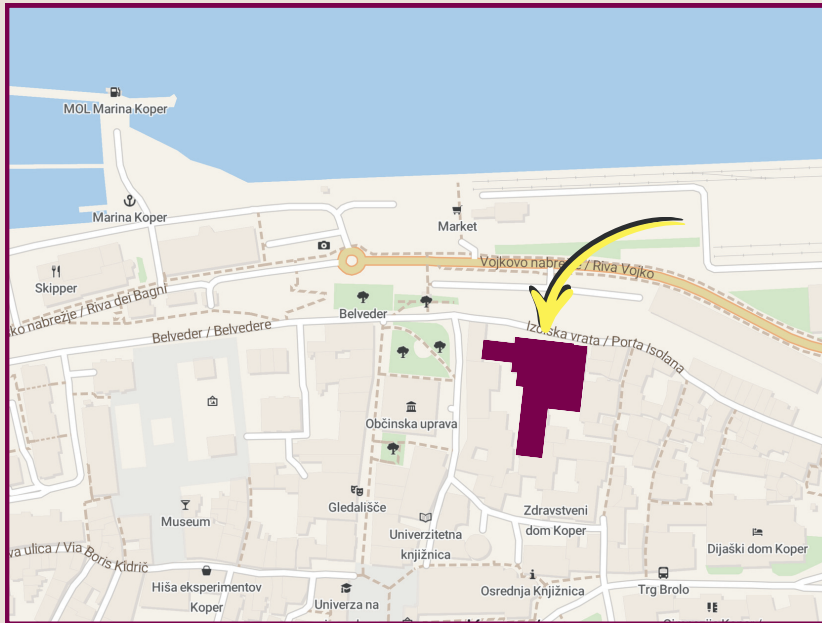 MOL Marina Koper
Marina Koper
Market
Skipper
Vojkovo nabrežje / Riva Vojko
ko nabrežje / Riva dei Bagni
Belveder
Belveder / Belvedere
Izolska vrata / Porta Isolana
Občinska uprava
Gledališče
Museum
Zdravstveni
dom Koper
Univerzitetna
knjižnica
Dijaški dom Koper
va ulica / Via Boris Kidrič
Hiša eksperimentov
Koper
Univerza na
Osrednja Knjižnica
Trg Brolo